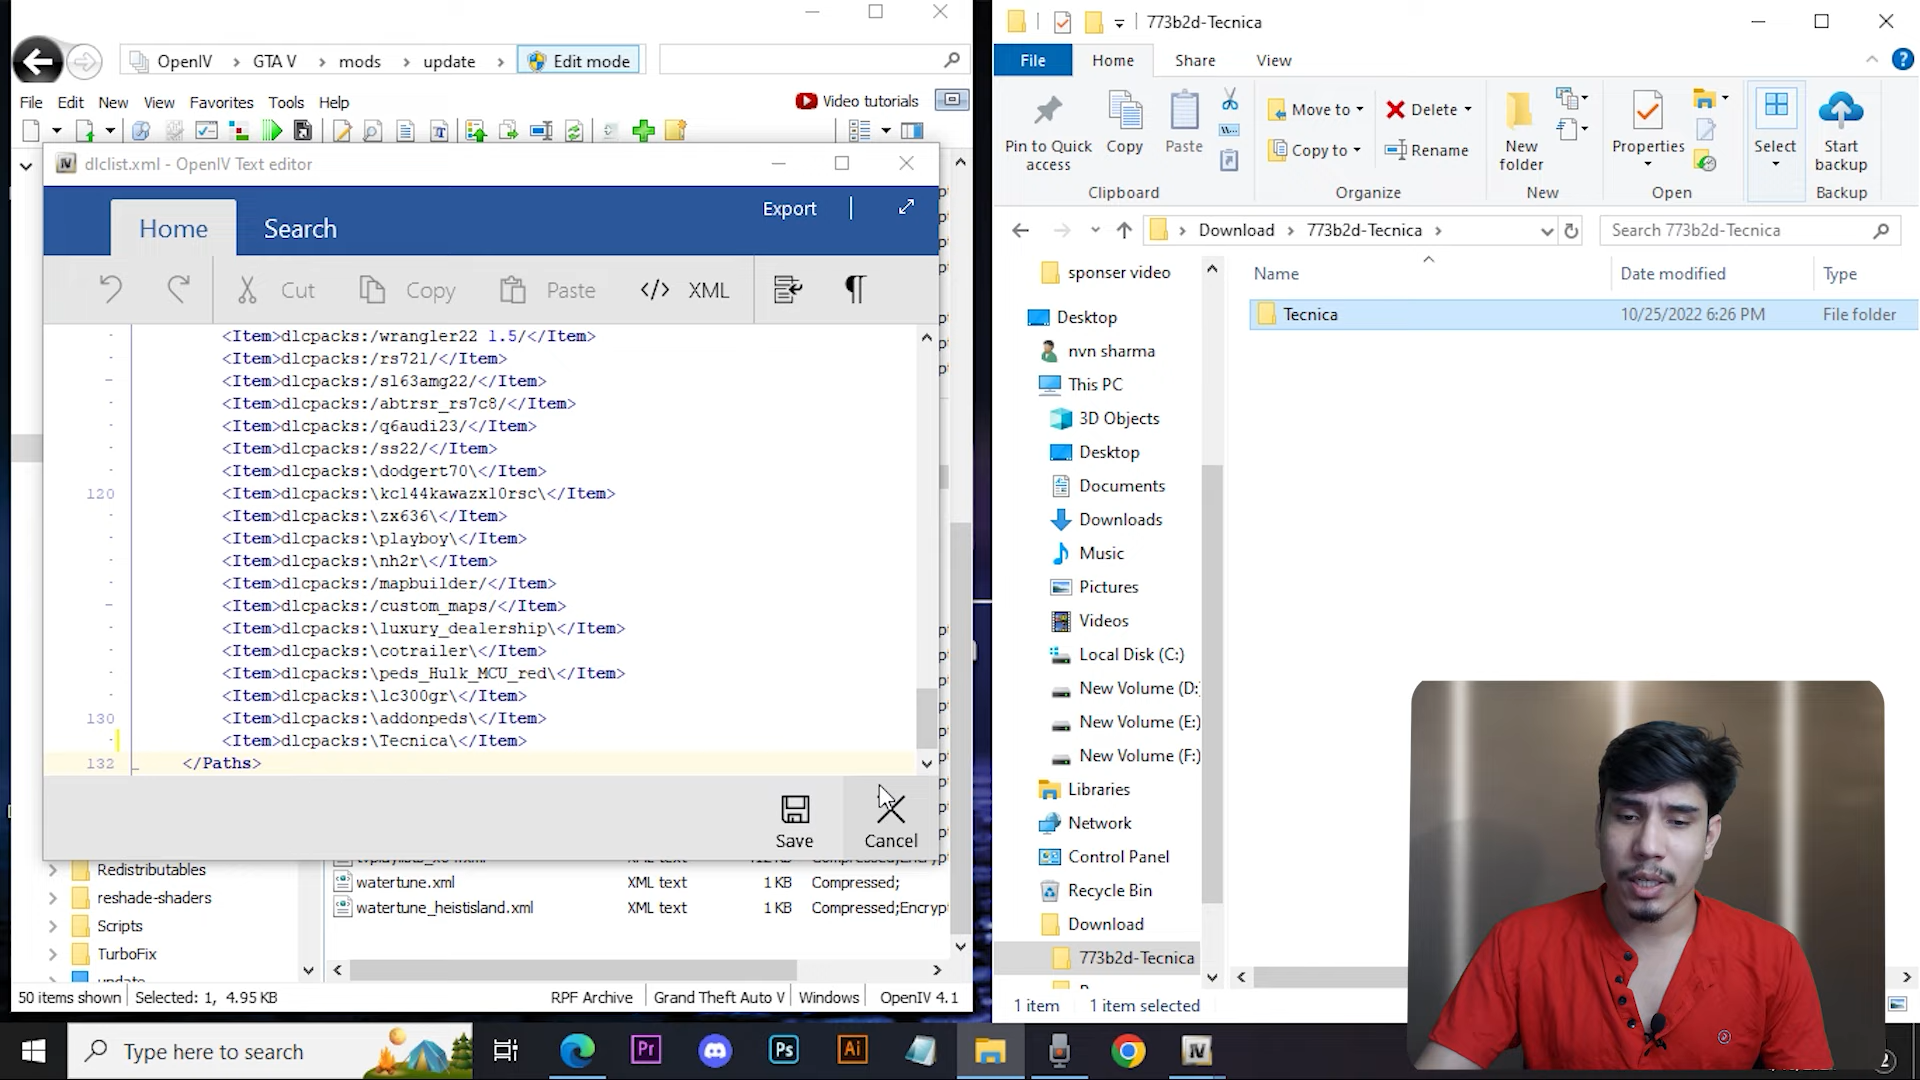 OpenIV > GTA V > mods > update > Edit mode
File Edit New View Favorites Tools Help
Video tutorials
dlclist.xml - OpenIV Text editor
Export
Home Search
Cut Copy Paste </> XML
<Item>dlcpacks:/wrangler22 1.5/</Item>
<Item>dlcpacks:/rs721/</Item>
<Item>dlcpacks:/sl63amg22/</Item>
<Item>dlcpacks:/abtrsr_rs7c8/</Item>
<Item>dlcpacks:/q6audi23/</Item>
<Item>dlcpacks:/ss22/</Item>
<Item>dlcpacks:\dodgert70\</Item>
120 <Item>dlcpacks:\kcl44kawazxl0rsc\</Item>
<Item>dlcpacks:\zx636\</Item>
<Item>dlcpacks:\playboy\</Item>
<Item>dlcpacks:\nh2r\</Item>
<Item>dlcpacks:/mapbuilder/</Item>
<Item>dlcpacks:/custom_maps/</Item>
<Item>dlcpacks:\luxury_dealership\</Item>
<Item>dlcpacks:\cotrailer\</Item>
<Item>dlcpacks:\peds_Hulk_MCU_red\</Item>
<Item>dlcpacks:\lc300gr\</Item>
130 <Item>dlcpacks:\addonpeds\</Item>
<Item>dlcpacks:\Tecnica\</Item>
132 </Paths>
Save Cancel
Redistributables
reshade-shaders
Scripts
TurboFix
watertune.xml XML text 1 KB Compressed;
watertune_heistisland.xml XML text 1 KB Compressed;Encryp
50 items shown Selected: 1, 4.95 KB RPF Archive Grand Theft Auto V Windows OpenIV 4.1
773b2d-Tecnica
File Home Share View
Pin to Quick access
Copy
Paste
Clipboard
Move to
Copy to
Delete
Rename
Organize
New folder
New
Properties
Open
Select
Start backup
Backup
Download > 773b2d-Tecnica >
Search 773b2d-Tecnica
Name Date modified Type
Tecnica 10/25/2022 6:26 PM File folder
sponser video
Desktop
nvn sharma
This PC
3D Objects
Desktop
Documents
Downloads
Music
Pictures
Videos
Local Disk (C:)
New Volume (D:
New Volume (E:)
New Volume (F:)
Libraries
Network
Control Panel
Recycle Bin
Download
773b2d-Tecnica
1 item 1 item selected
Type here to search
Pr
Ps
Ai
IV